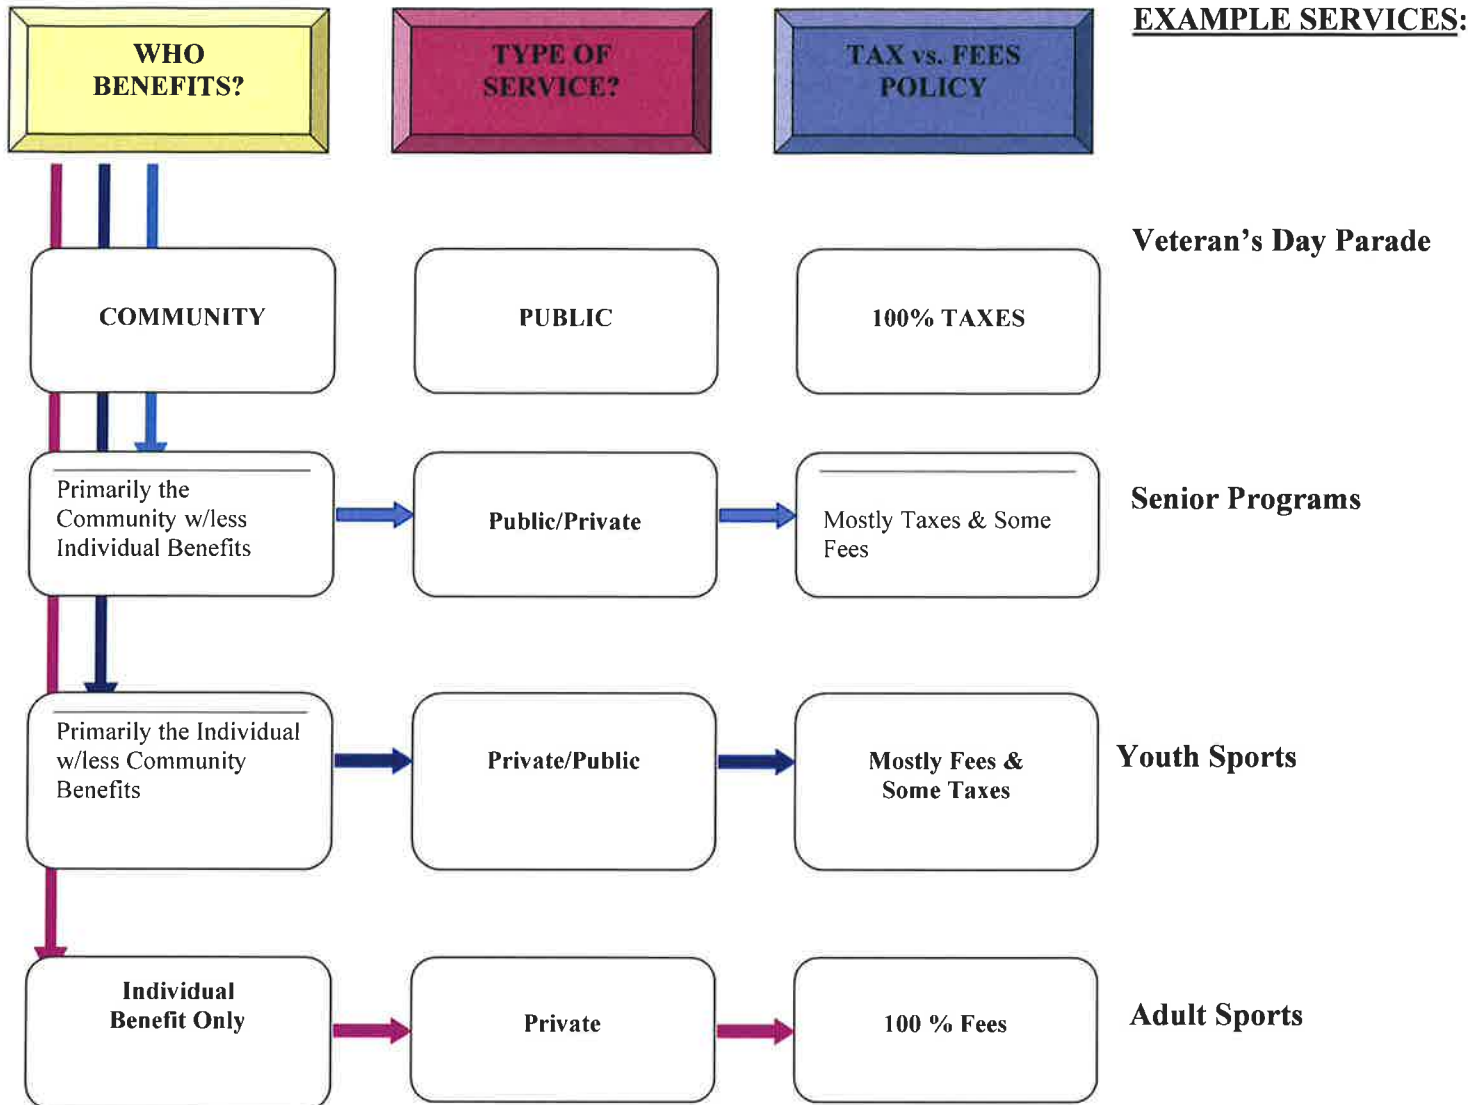 WHO
BENEFITS?
TYPE OF
SERVICE?
TAX vs. FEES
POLICY
EXAMPLE SERVICES:
COMMUNITY
PUBLIC
100% TAXES
Veteran's Day Parade
Primarily the
Community w/less
Individual Benefits
Public/Private
Mostly Taxes & Some
Fees
Senior Programs
Primarily the Individual
w/less Community
Benefits
Private/Public
Mostly Fees &
Some Taxes
Youth Sports
Individual
Benefit Only
Private
100 % Fees
Adult Sports